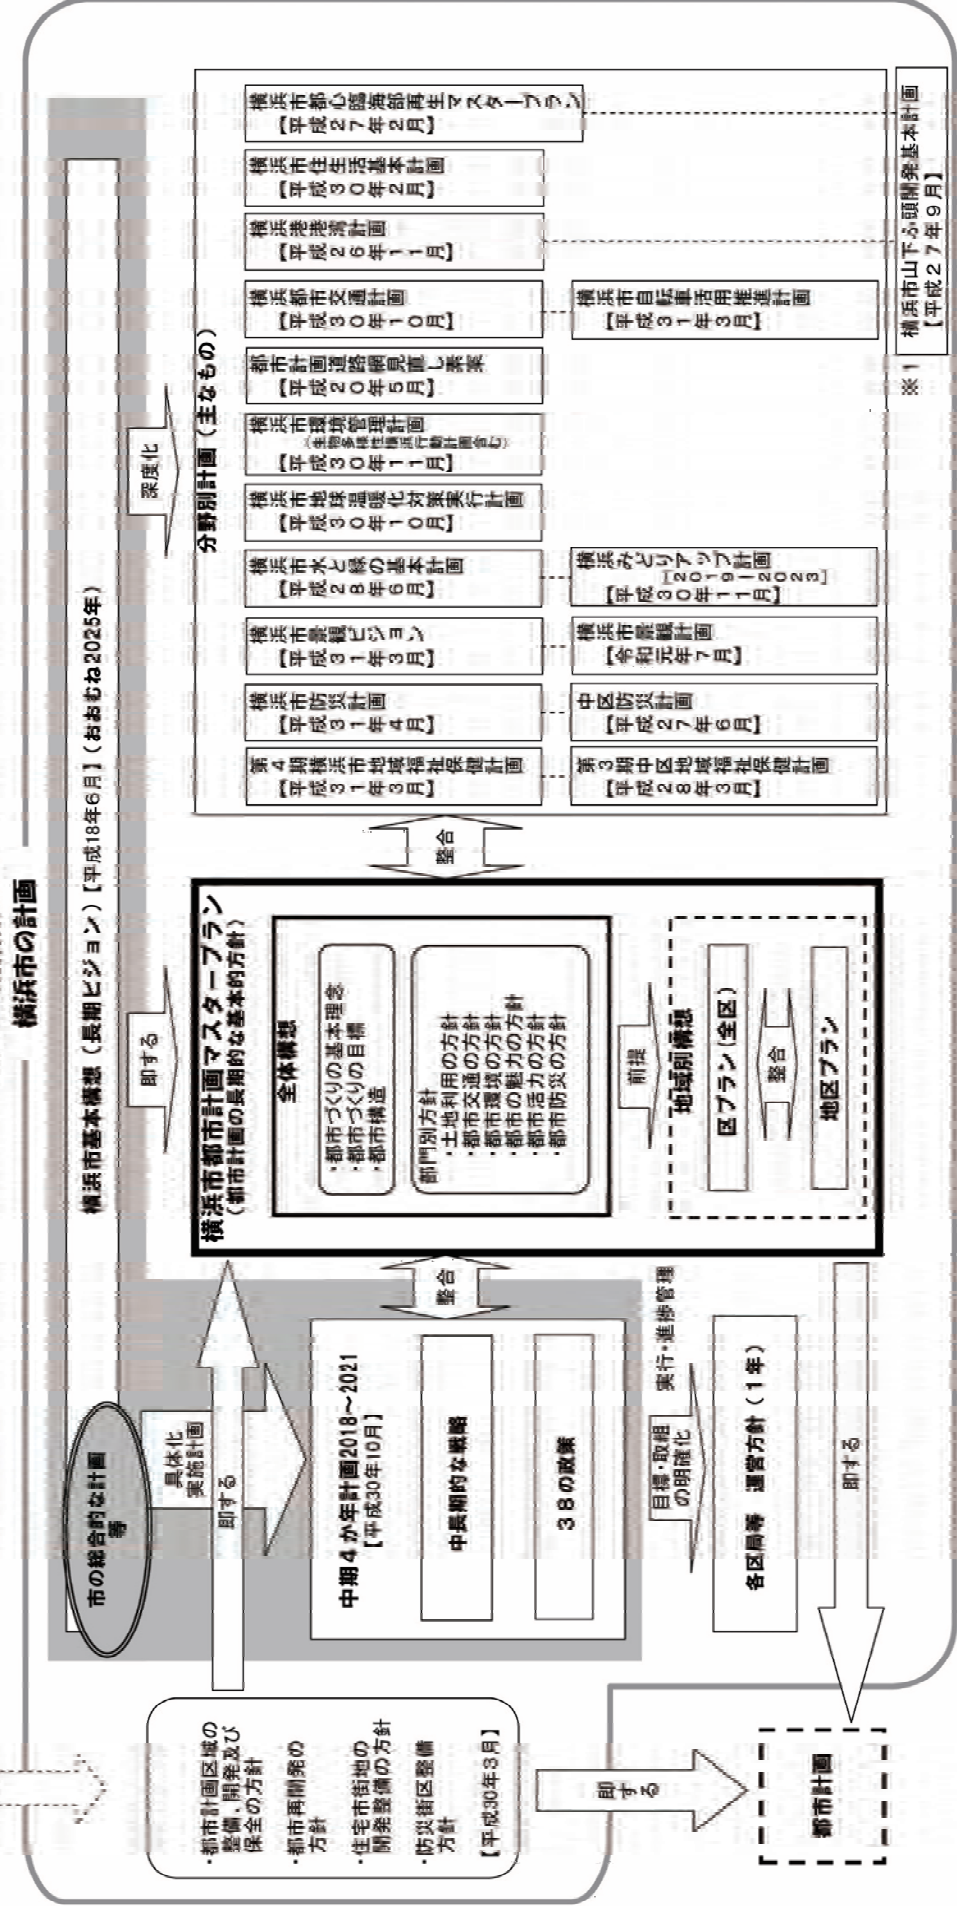 横浜市の計画
横浜市基本構想（長期ビジョン）【平成18年6月】（おおむね2025年）
市の総合的な計画
等
具体化
実施計画
即する
即する
深度化
・都市計画区域の
整備、開発及び
保全の方針
・都市再開発の
方針
・住宅市街地の
開発整備の方針
・防災街区整備
方針
【平成30年3月】
即する
都市計画
中期４か年計画2018～2021
【平成30年10月】
中長期的な戦略
３８の政策
目標・取組
の明確化
実行・進捗管理
各区局等　運営方針（１年）
即する
整合
横浜市都市計画マスタープラン
（都市計画の長期的な基本的方針）
全体構想
・都市づくりの基本理念
・都市づくりの目標
・都市構造
部門別方針
・土地利用の方針
・都市交通の方針
・都市環境の方針
・都市の魅力の方針
・都市活力の方針
・都市防災の方針
前提
地域別構想
区プラン（全区）
整合
地区プラン
整合
分野別計画（主なもの）
第４期横浜市地域福祉保健計画
【平成３１年３月】
第３期中区地域福祉保健計画
【平成２８年３月】
横浜市防災計画
【平成３１年４月】
中区防災計画
【平成２７年６月】
横浜市景観ビジョン
【平成３１年３月】
横浜市景観計画
【令和元年７月】
横浜市水と緑の基本計画
【平成２８年６月】
横浜みどりアップ計画
［２０１９－２０２３］
【平成３０年１１月】
横浜市地球温暖化対策実行計画
【平成３０年１０月】
横浜市環境管理計画
（生物多様性横浜行動計画含む）
【平成３０年１１月】
都市計画道路網見直し素案
【平成２０年５月】
横浜都市交通計画
【平成３０年１０月】
横浜市自転車活用推進計画
【平成３１年３月】
横浜港港湾計画
【平成２６年１１月】
横浜市住生活基本計画
【平成３０年２月】
横浜市都心臨海部再生マスタープラン
【平成２７年２月】
※１　横浜市山下ふ頭開発基本計画
【平成２７年９月】